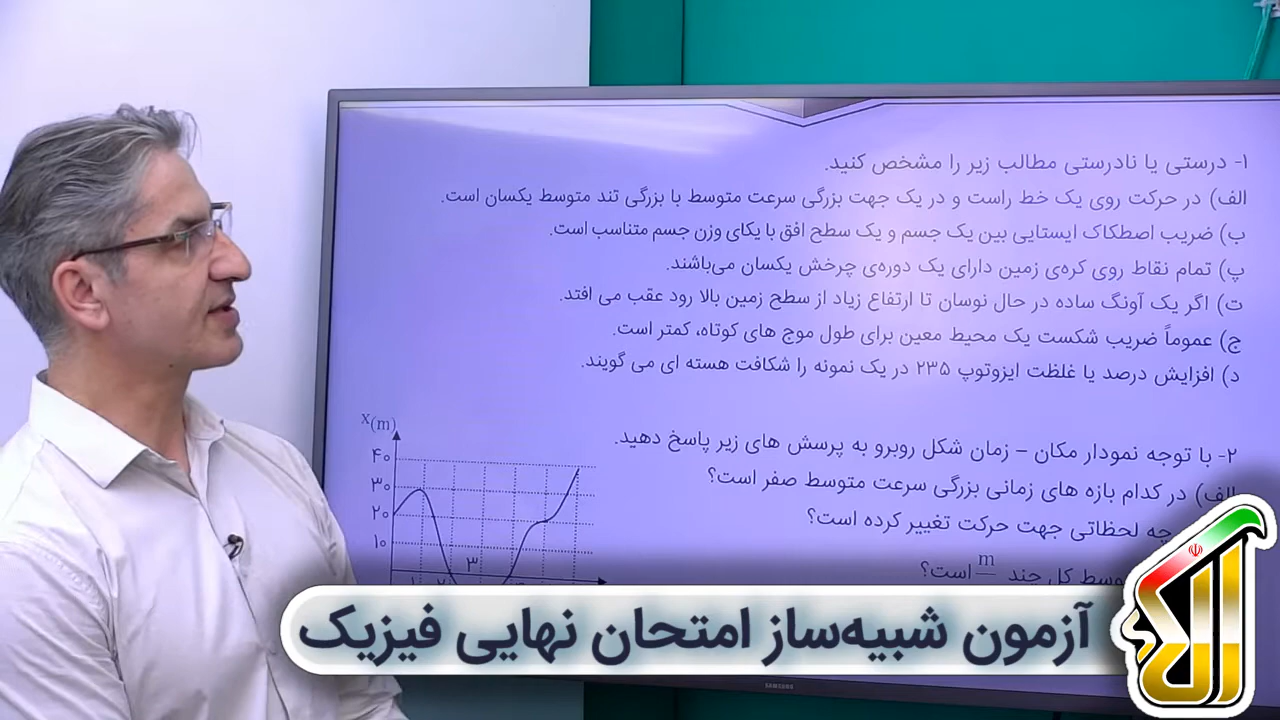 ۱- درستی یا نادرستی مطالب زیر را مشخص کنید.
الف) در حرکت روی یک خط راست و در یک جهت بزرگی سرعت متوسط با بزرگی تند متوسط یکسان است.
ب) ضریب اصطکاک ایستایی بین یک جسم و یک سطح افق با یکای وزن جسم متناسب است.
پ) تمام نقاط روی کره‌ی زمین دارای یک دوره‌ی چرخش یکسان می‌باشند.
ت) اگر یک آونگ ساده در حال نوسان تا ارتفاع زیاد از سطح زمین بالا رود عقب می افتد.
ج) عموماً ضریب شکست یک محیط معین برای طول موج های کوتاه، کمتر است.
د) افزایش درصد یا غلظت ایزوتوپ ۲۳۵ در یک نمونه را شکافت هسته ای می گویند.
۲- با توجه نمودار مکان – زمان شکل روبرو به پرسش های زیر پاسخ دهید.
الف) در کدام بازه های زمانی بزرگی سرعت متوسط صفر است؟
چه لحظاتی جهت حرکت تغییر کرده است؟
کل چند m است؟
X(m)
۴۰
۳۰
۲۰
۱۰
۱ ۲ ۳
آزمون شبیه‌ساز امتحان نهایی فیزیک
SAMSUNG